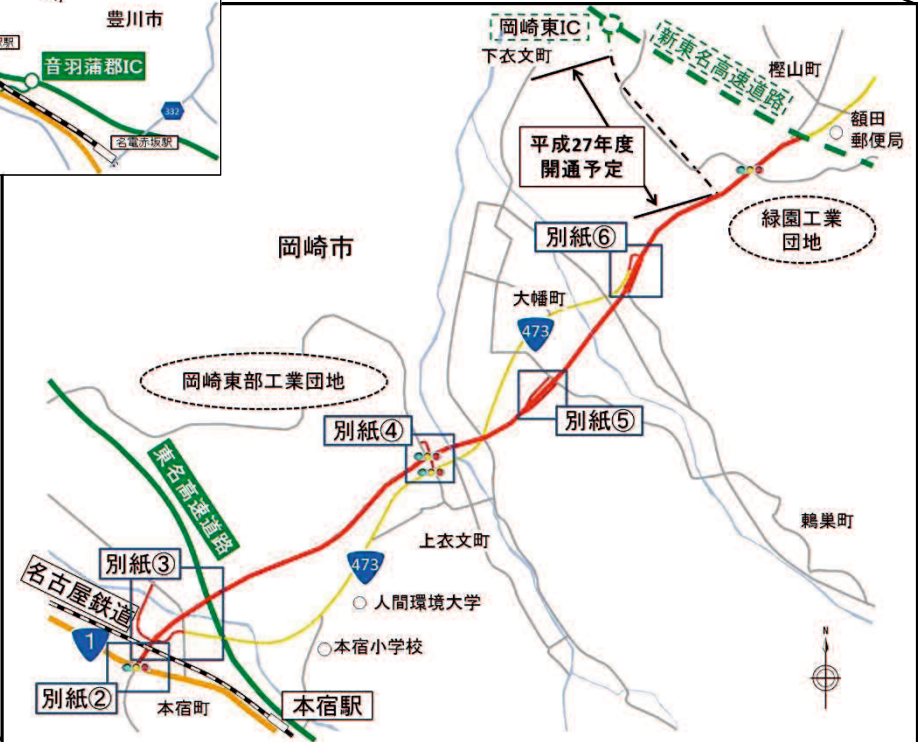 豊川市
音羽蒲郡IC
332
名電赤坂駅
岡崎東IC
下衣文町
新東名高速道路
樫山町
額田
郵便局
平成27年度
開通予定
緑園工業
団地
岡崎市
別紙⑥
大幡町
473
岡崎東部工業団地
別紙④
別紙⑤
東名高速道路
鶇巣町
上衣文町
別紙③
473
名古屋鉄道
人間環境大学
1
本宿小学校
N
別紙②
本宿町
本宿駅